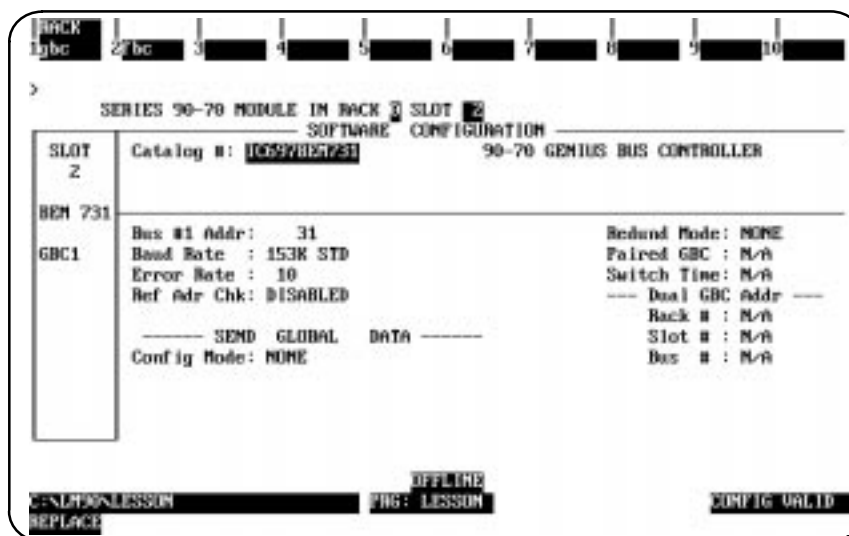 RACK
1gbc 2fbc 3 4 5 6 7 8 9 10
>
SERIES 90-70 MODULE IN RACK 0 SLOT 2
SOFTWARE CONFIGURATION
SLOT Catalog #: IC697BEM731 90-70 GENIUS BUS CONTROLLER
2
BEM 731
Bus #1 Addr: 31 Redund Mode: NONE
GBC1 Baud Rate : 153K STD Paired GBC : N/A
Error Rate : 10 Switch Time: N/A
Ref Adr Chk: DISABLED --- Dual GBC Addr ---
Rack # : N/A
------ SEND GLOBAL DATA ------ Slot # : N/A
Config Mode: NONE Bus # : N/A
OFFLINE
C:\LM90\LESSON PRG: LESSON CONFIG VALID
REPLACE